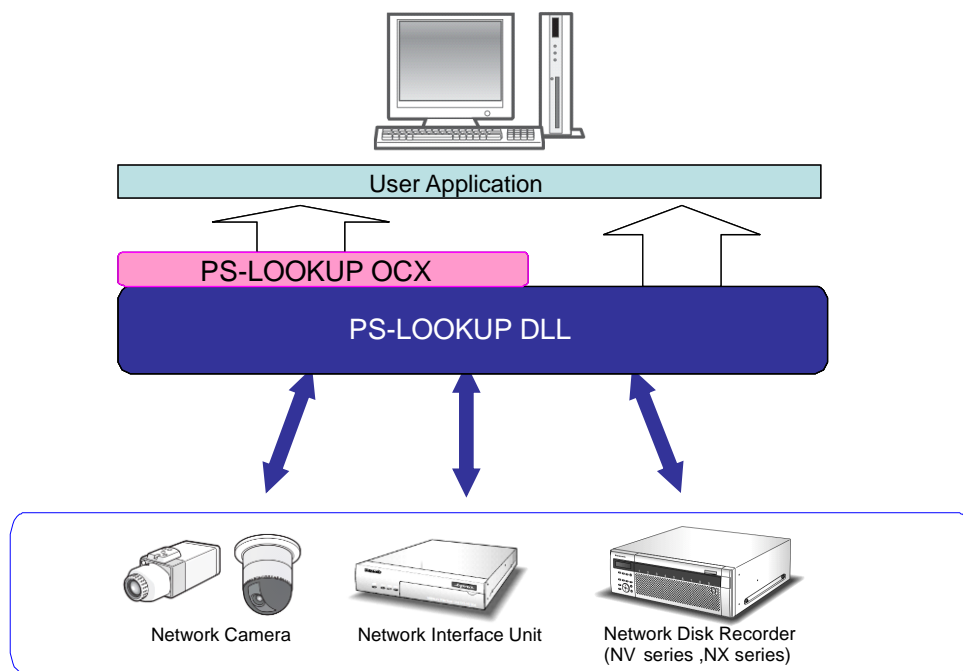 User Application
PS-LOOKUP OCX
PS-LOOKUP DLL
Network Camera
Network Interface Unit
Network Disk Recorder
(NV series ,NX series)